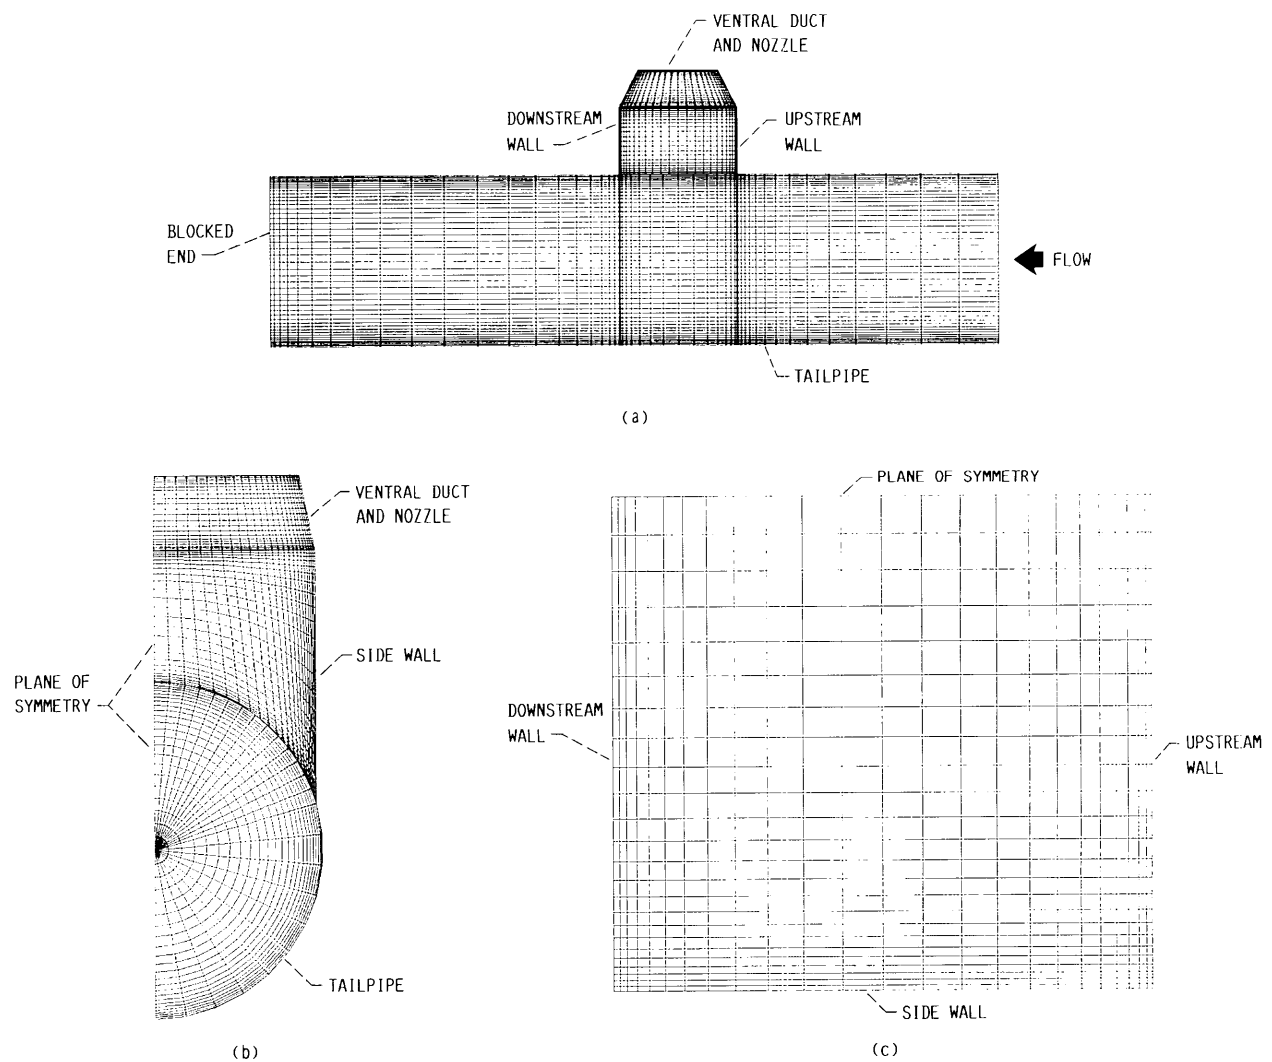 VENTRAL DUCT
AND NOZZLE
DOWNSTREAM
WALL
UPSTREAM
WALL
BLOCKED
END
FLOW
TAILPIPE
(a)
VENTRAL DUCT
AND NOZZLE
SIDE WALL
PLANE OF
SYMMETRY
TAILPIPE
(b)
PLANE OF SYMMETRY
DOWNSTREAM
WALL
UPSTREAM
WALL
SIDE WALL
(c)